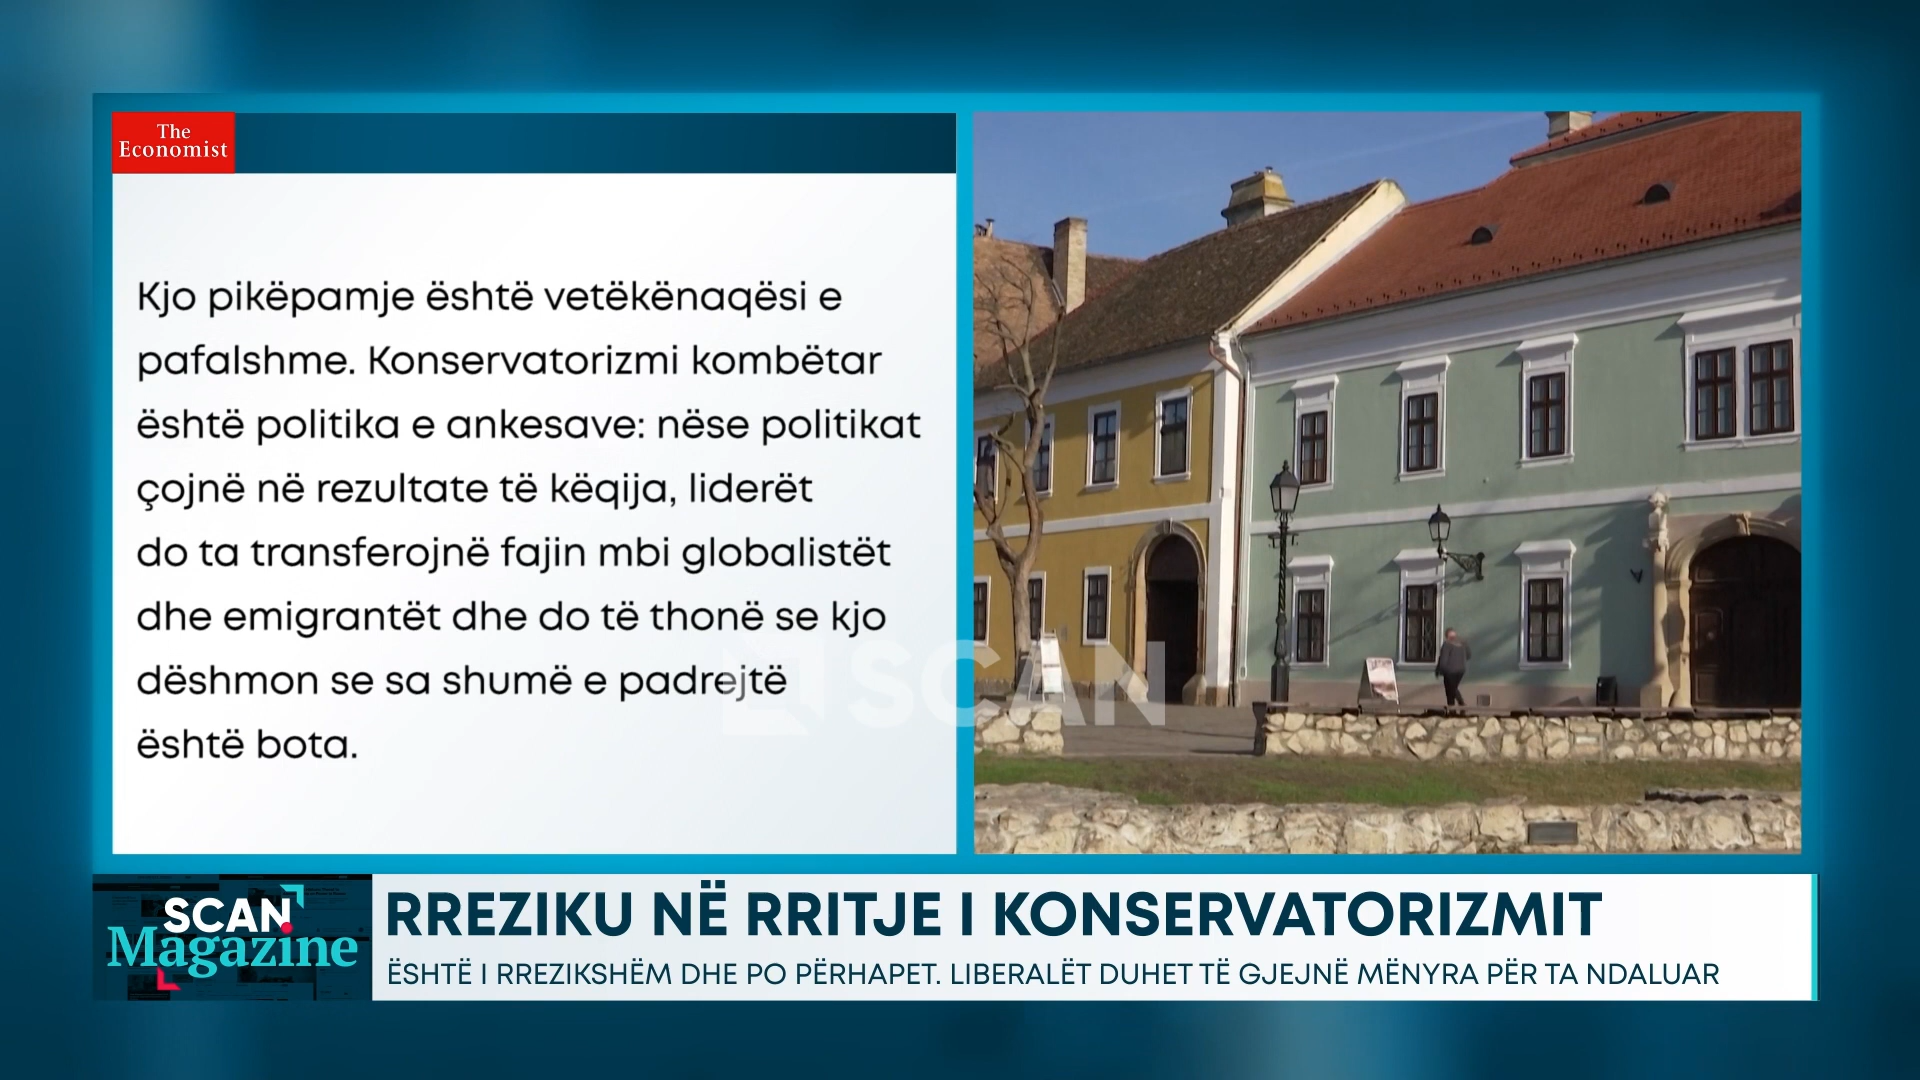 The
Economist
Kjo pikëpamje është vetëkënaqësi e
pafalshme. Konservatorizmi kombëtar
është politika e ankesave: nëse politikat
çojnë në rezultate të këqija, liderët
do ta transferojnë fajin mbi globalistët
dhe emigrantët dhe do të thonë se kjo
dëshmon se sa shumë e padrejtë
është bota.
SCAN
SCAN
Magazine
RREZIKU NË RRITJE I KONSERVATORIZMIT
ËSHTË I RREZIKSHËM DHE PO PËRHAPET. LIBERALËT DUHET TË GJEJNË MËNYRA PËR TA NDALUAR